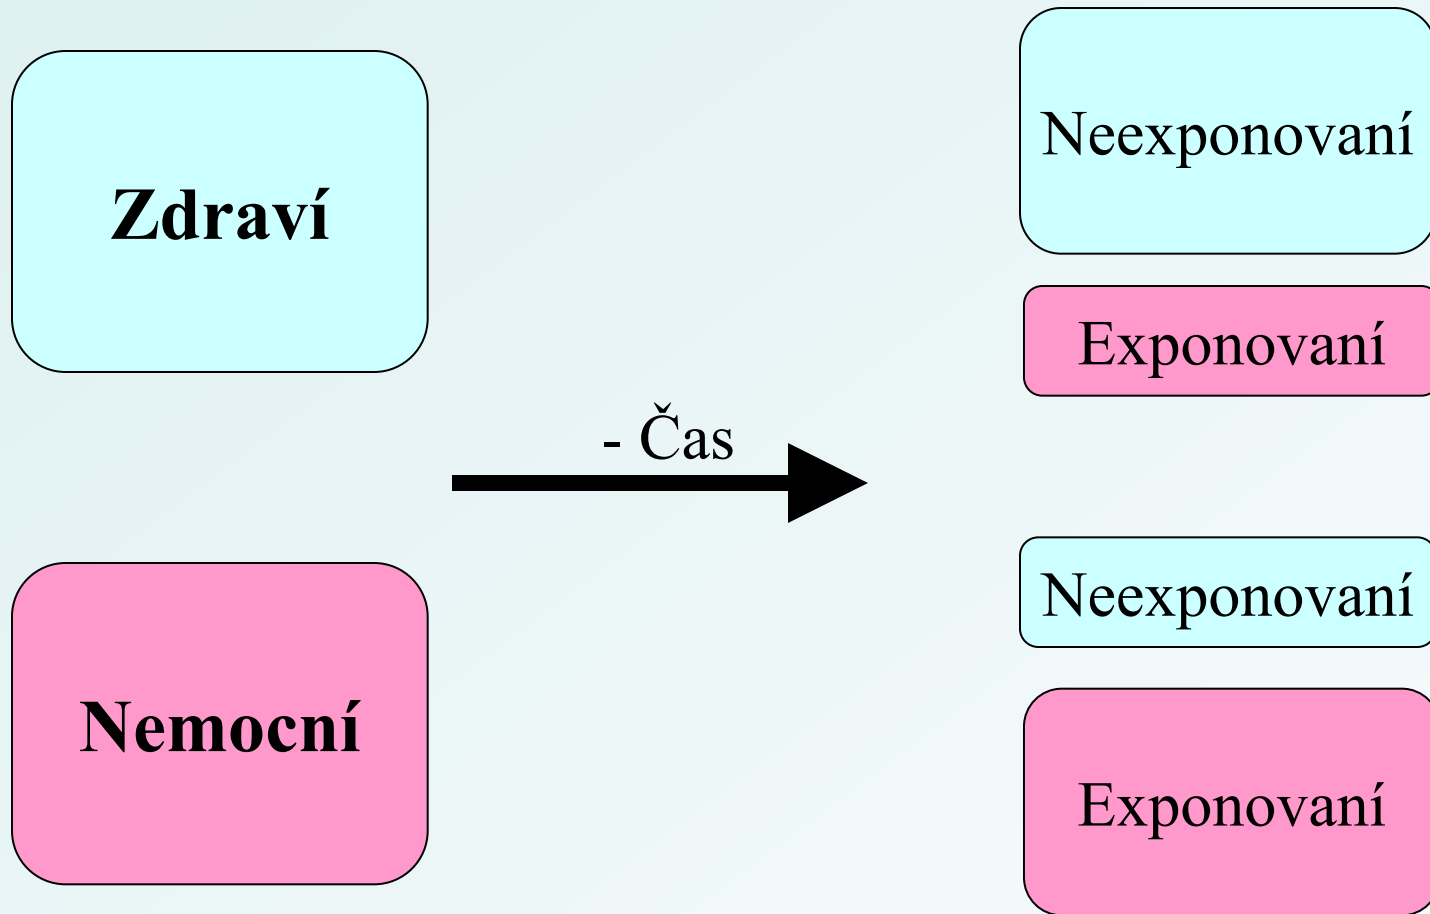 Zdraví
Nemocní
- Čas
Neexponovaní
Exponovaní
Neexponovaní
Exponovaní